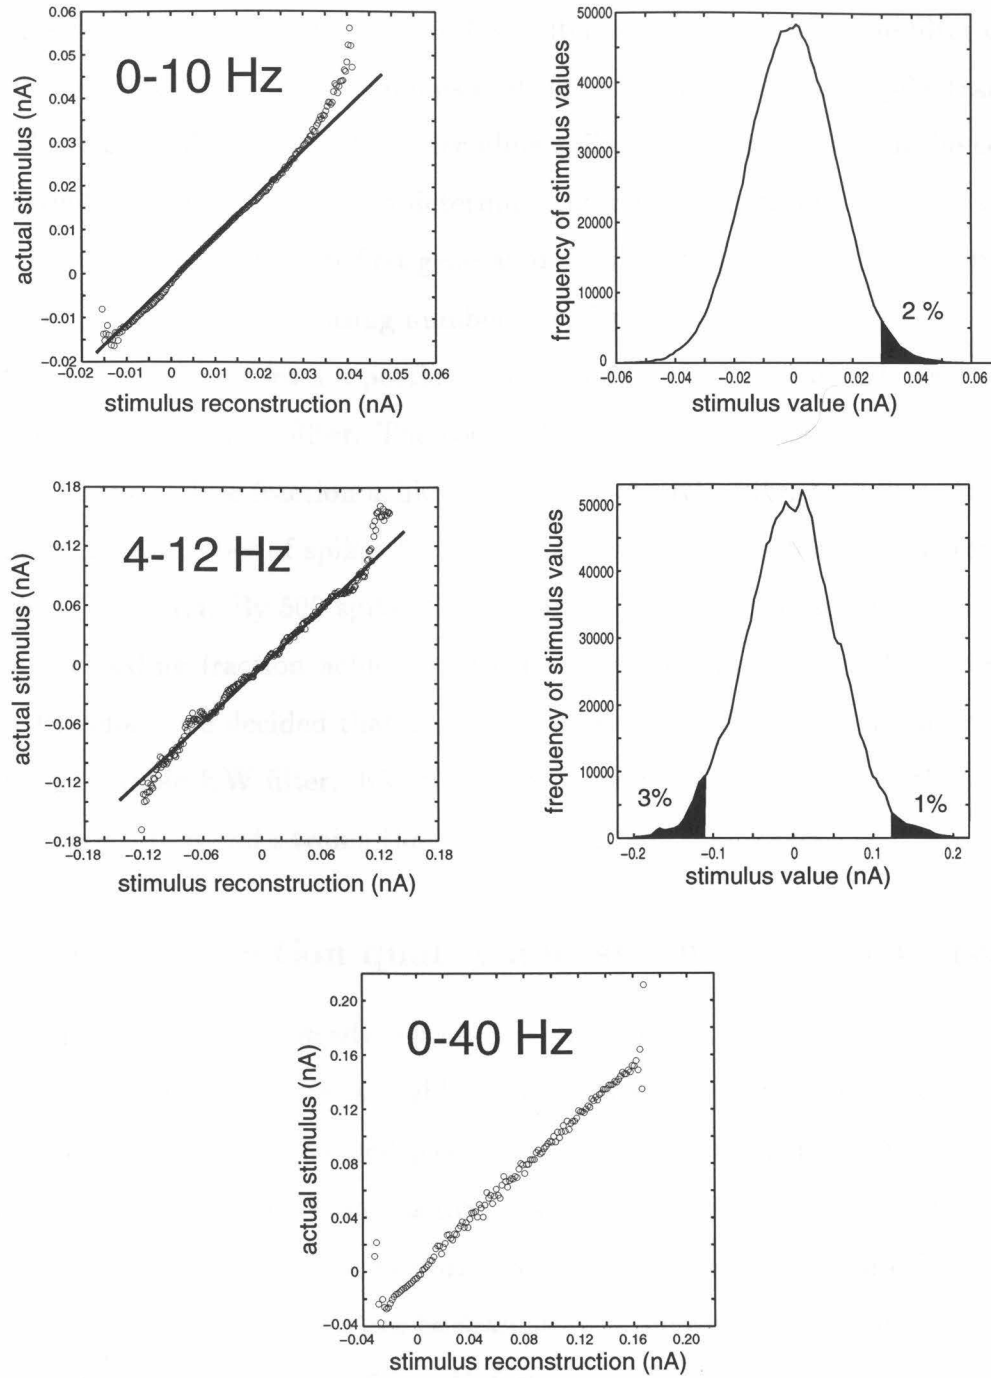 0.06
0.05
0.04
0.03
0.02
0.01
0
−0.01
−0.02
actual stimulus (nA)
0-10 Hz
−0.02 −0.01 0 0.01 0.02 0.03 0.04 0.05 0.06
stimulus reconstruction (nA)
50000
40000
30000
20000
10000
0
frequency of stimulus values
2 %
−0.06 −0.04 −0.02 0 0.02 0.04 0.06
stimulus value (nA)
0.18
0.12
0.06
0
−0.06
−0.12
−0.18
actual stimulus (nA)
4-12 Hz
−0.18 −0.12 −0.06 0 0.06 0.12 0.18
stimulus reconstruction (nA)
50000
40000
30000
20000
10000
0
frequency of stimulus values
3%
1%
−0.2 −0.1 0 0.1 0.2
stimulus value (nA)
0.20
0.16
0.12
0.08
0.04
0
−0.04
actual stimulus (nA)
0-40 Hz
−0.04 0 0.04 0.08 0.12 0.16 0.20
stimulus reconstruction (nA)